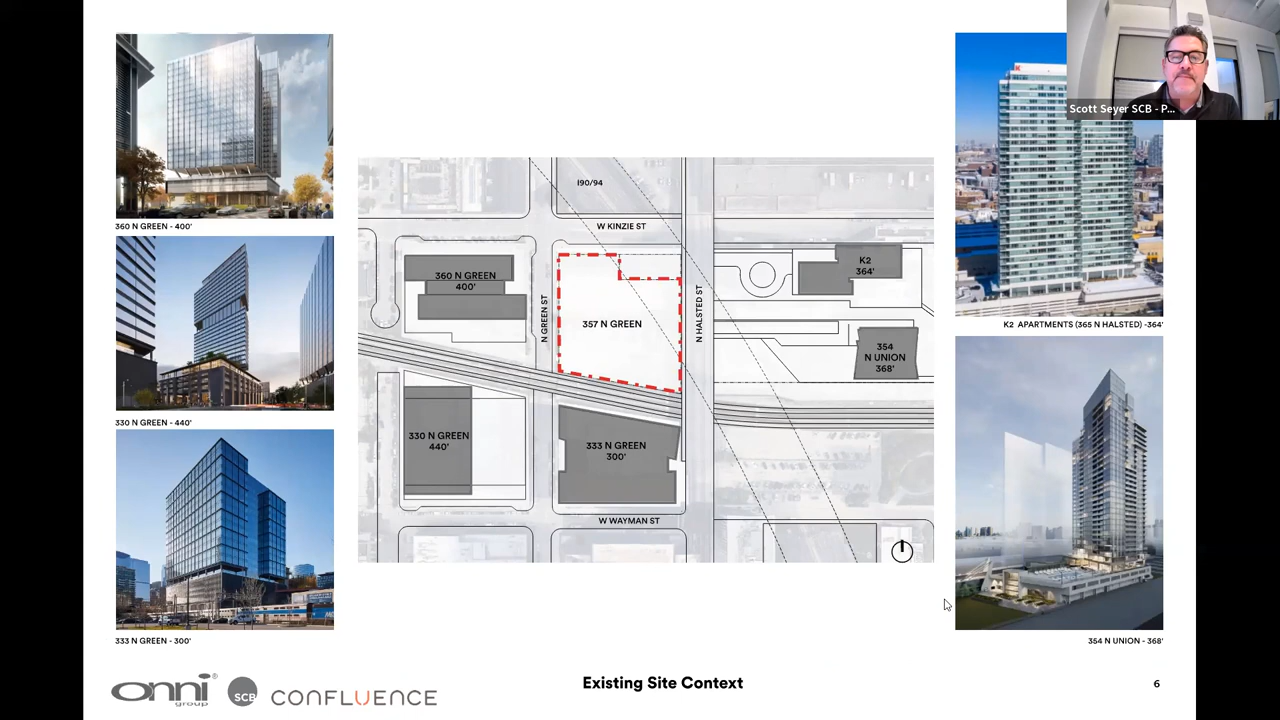 Scott Seyer SCB - P...
360 N GREEN - 400'
330 N GREEN - 440'
333 N GREEN - 300'
I90/94
W KINZIE ST
360 N GREEN
400'
N GREEN ST
357 N GREEN
N HALSTED ST
K2
364'
354
N UNION
368'
330 N GREEN
440'
333 N GREEN
300'
W WAYMAN ST
K
K2 APARTMENTS (365 N HALSTED) -364'
354 N UNION - 368'
onni®
group
SCB
CONFLUENCE
Existing Site Context
6